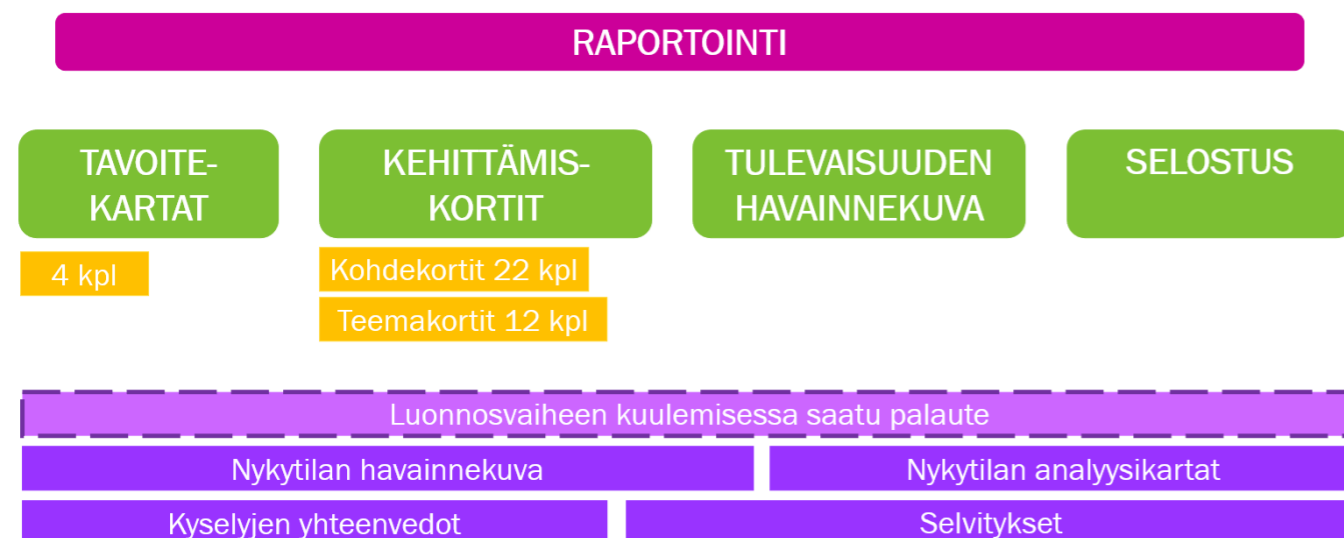 RAPORTOINTI
TAVOITE-
KARTAT
KEHITTÄMIS-
KORTIT
TULEVAISUUDEN
HAVAINNEKUVA
SELOSTUS
4 kpl
Kohdekortit 22 kpl
Teemakortit 12 kpl
Luonnosvaiheen kuulemisessa saatu palaute
Nykytilan havainnekuva
Nykytilan analyysikartat
Kyselyjen yhteenvedot
Selvitykset